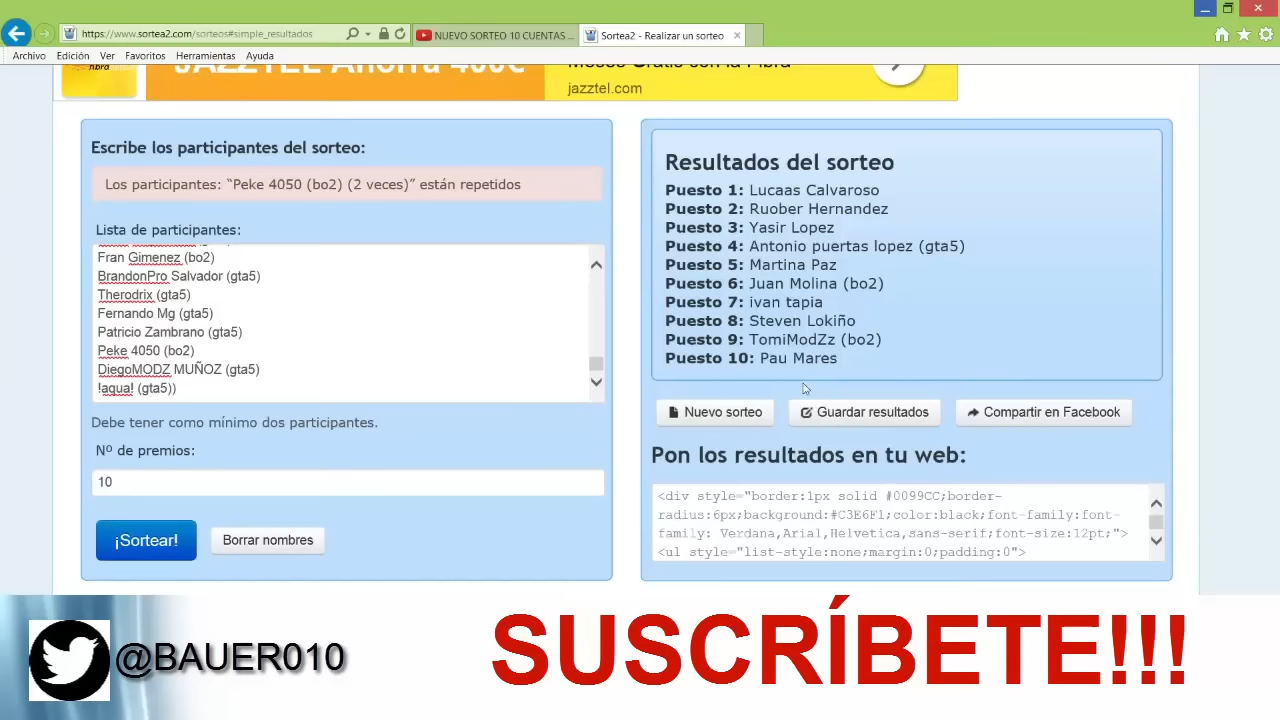 https://www.sortea2.com/sorteos#simple_resultados
NUEVO SORTEO 10 CUENTAS ...
Sortea2 - Realizar un sorteo
Archivo Edición Ver Favoritos Herramientas Ayuda
JAZZTEL Ahorra 400€
jazztel.com
Escribe los participantes del sorteo:
Los participantes: “Peke 4050 (bo2) (2 veces)” están repetidos
Lista de participantes:
Fran Gimenez (bo2)
BrandonPro Salvador (gta5)
Therodrix (gta5)
Fernando Mg (gta5)
Patricio Zambrano (gta5)
Peke 4050 (bo2)
DiegoMODZ MUÑOZ (gta5)
!aqua! (gta5))
Debe tener como mínimo dos participantes.
Nº de premios:
10
¡Sortear!
Borrar nombres
Resultados del sorteo
Puesto 1: Lucaas Calvaroso
Puesto 2: Ruober Hernandez
Puesto 3: Yasir Lopez
Puesto 4: Antonio puertas lopez (gta5)
Puesto 5: Martina Paz
Puesto 6: Juan Molina (bo2)
Puesto 7: ivan tapia
Puesto 8: Steven Lokiño
Puesto 9: TomiModZz (bo2)
Puesto 10: Pau Mares
Nuevo sorteo
Guardar resultados
Compartir en Facebook
Pon los resultados en tu web:
<div style="border:1px solid #0099CC;border-
radius:6px;background:#C3E6F1;color:black;font-family:font-
family: Verdana,Arial,Helvetica,sans-serif;font-size:12pt;">
<ul style="list-style:none;margin:0;padding:0">
@BAUER010
SUSCRÍBETE!!!